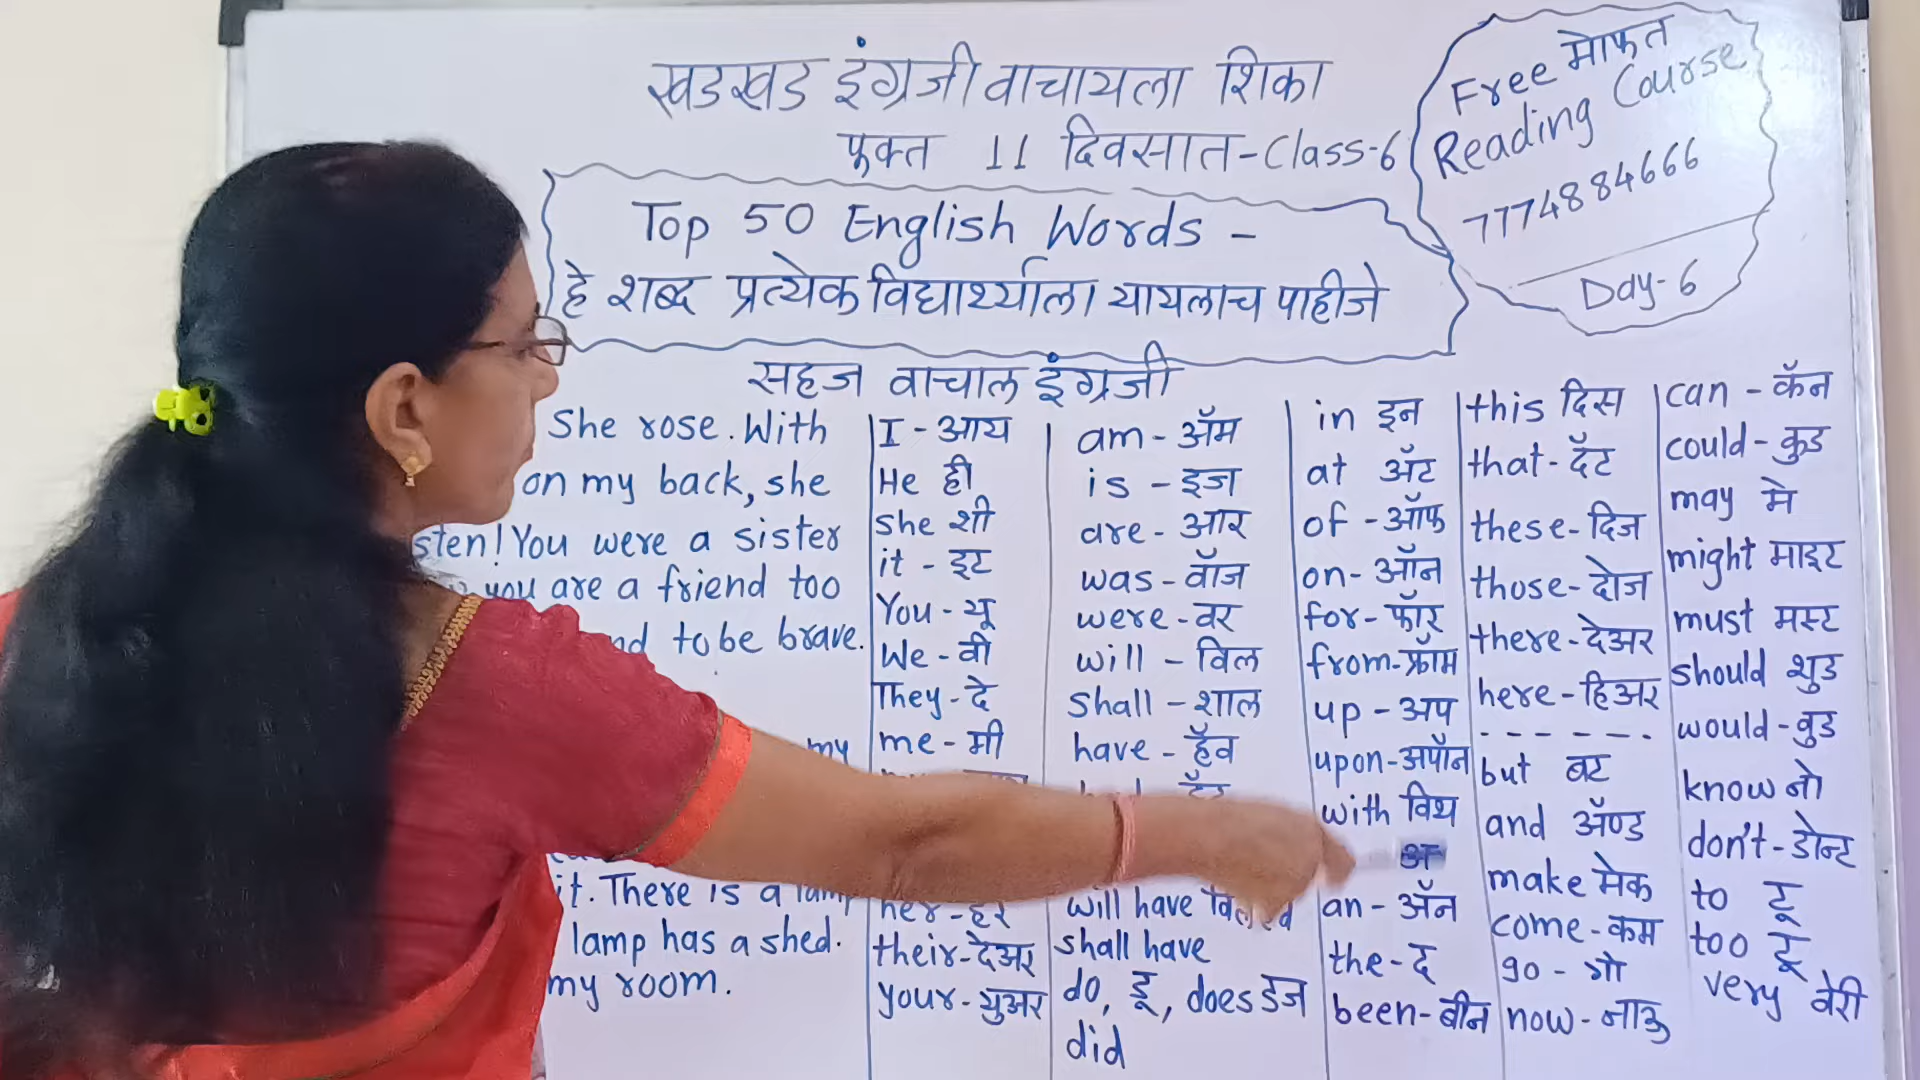 खडखड इंग्रजी वाचायला शिका
फक्त 11 दिवसात-Class-6
Free मोफत
Reading Course
7774884666
Day-6
Top 50 English Words -
हे शब्द प्रत्येक विद्यार्थ्याला यायलाच पाहीजे
सहज वाचाल इंग्रजी
She rose. With
on my back, she
sten! You were a sister
you are a friend too
to be brave.
my
it. There is a lamp
lamp has a shed.
my room.
I - आय
He ही
she शी
it - इट
You - यू
We - वी
They - दे
me - मी
her - हर
their - देअर
your - युअर
am - ॲम
is - इज
are - आर
was - वॉज
were - वर
will - विल
shall - शाल
have - हॅव
will have
shall have
do, डू, does डज
did
in इन
at ॲट
of - ऑफ
on - ऑन
for - फॉर
from - फ्रॉम
up - अप
upon - अपॉन
with विथ
अ
an - ॲन
the - द
been - बीन
this दिस
that - दॅट
these - दिज
those - दोज
there - देअर
here - हिअर
but बट
and ॲण्ड
make मेक
come - कम
go - गो
now - नाऊ
can - कॅन
could - कुड
may मे
might माइट
must मस्ट
should शुड
would - वुड
know नो
don't - डोन्ट
to टू
too टू
very वेरी